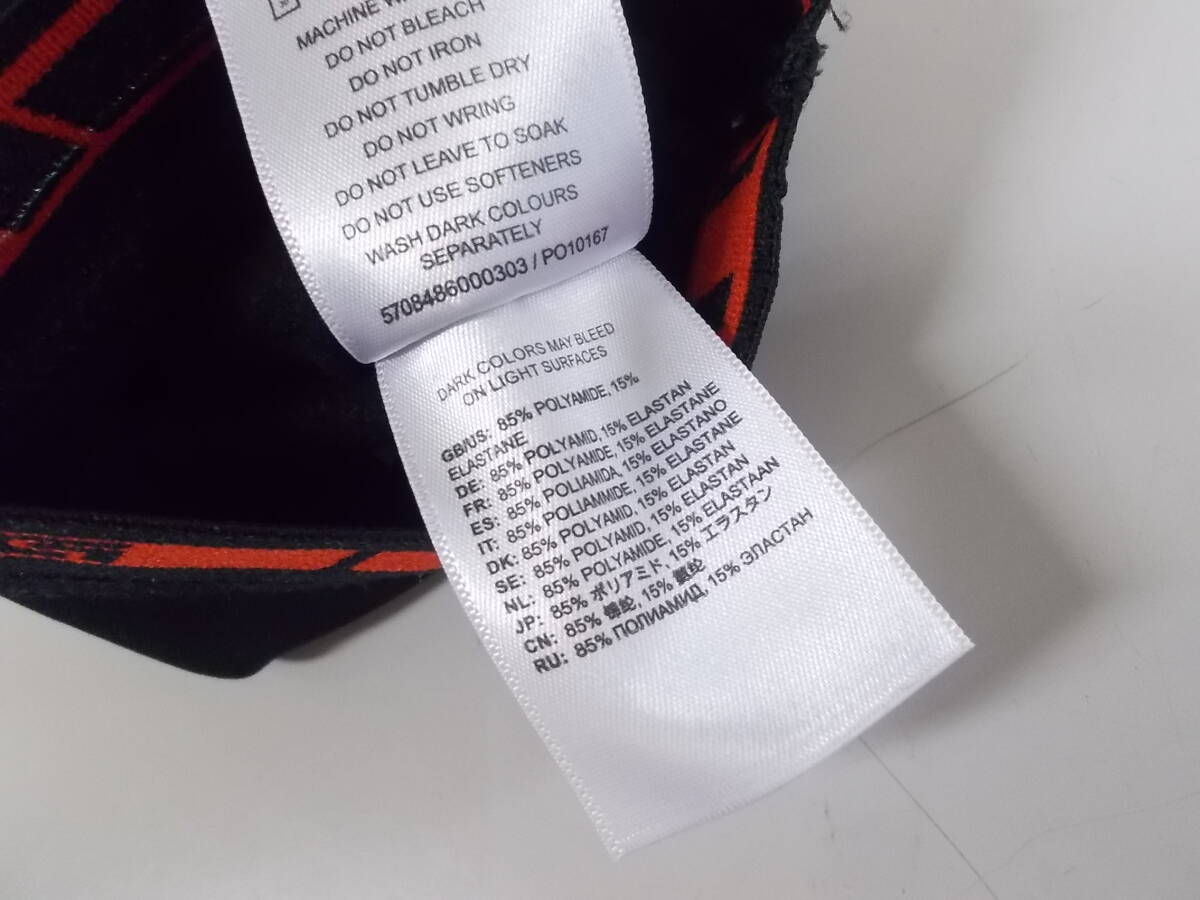 MACHINE
DO NOT BLEACH
DO NOT IRON
DO NOT TUMBLE DRY
DO NOT WRING
DO NOT LEAVE TO SOAK
DO NOT USE SOFTENERS
WASH DARK COLOURS
SEPARATELY
5708486000303 / PO10167
DARK COLORS MAY BLEED
ON LIGHT SURFACES
GB/US: 85% POLYAMIDE, 15%
ELASTANE
DE: 85% POLYAMID, 15% ELASTAN
FR: 85% POLYAMIDE, 15% ELASTANE
ES: 85% POLIAMIDA, 15% ELASTANO
IT: 85% POLIAMMIDE, 15% ELASTANE
DK: 85% POLYAMID, 15% ELASTAN
SE: 85% POLYAMID, 15% ELASTAN
NL: 85% POLYAMIDE, 15% ELASTAAN
JP: 85% ポリアミド, 15% エラスタン
CN: 85% 15%
RU: 85% ПОЛИАМИД, 15% ЭЛАСТАН